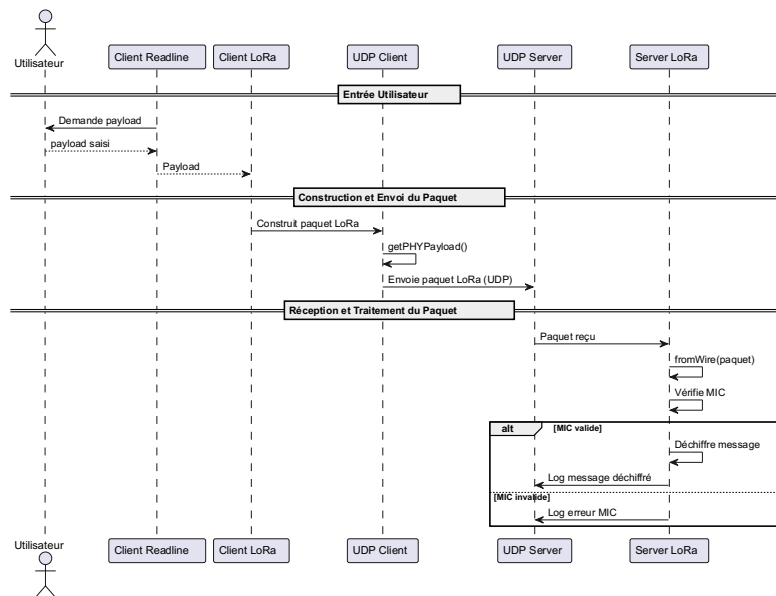 Utilisateur
Client Readline
Client LoRa
UDP Client
UDP Server
Server LoRa
Entrée Utilisateur
Demande payload
payload saisi
Payload
Construction et Envoi du Paquet
Construit paquet LoRa
getPHYPayload()
Envoie paquet LoRa (UDP)
Réception et Traitement du Paquet
Paquet reçu
fromWire(paquet)
Vérifie MIC
alt
[MIC valide]
Déchiffre message
Log message déchiffré
[MIC invalide]
Log erreur MIC
Utilisateur
Client Readline
Client LoRa
UDP Client
UDP Server
Server LoRa